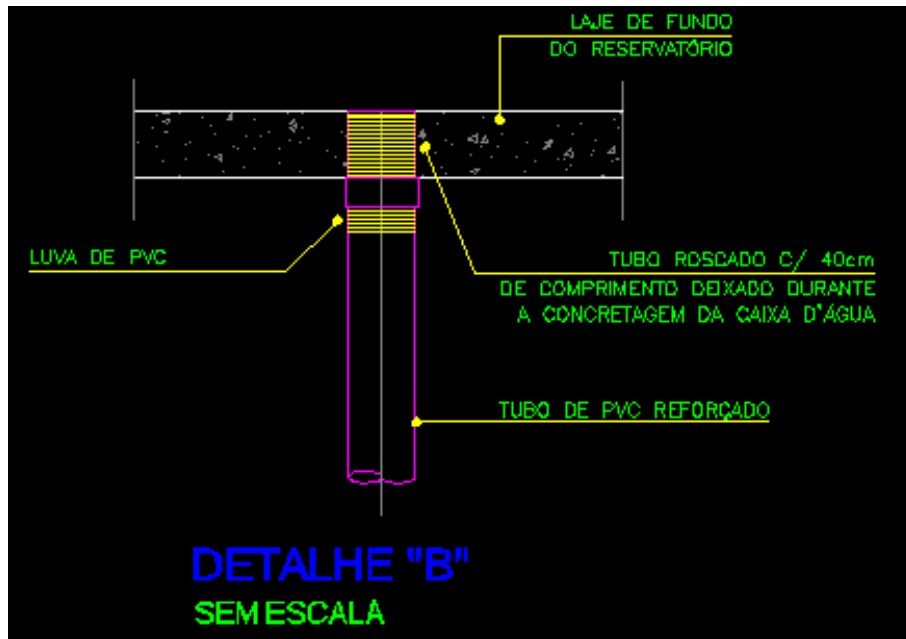 LAJE DE FUNDO
DO RESERVATÓRIO
LUVA DE PVC
TUBO ROSCADO C/ 40cm
DE COMPRIMENTO DEIXADO DURANTE
A CONCRETAGEM DA CAIXA D'ÁGUA
TUBO DE PVC REFORÇADO
DETALHE "B"
SEM ESCALA